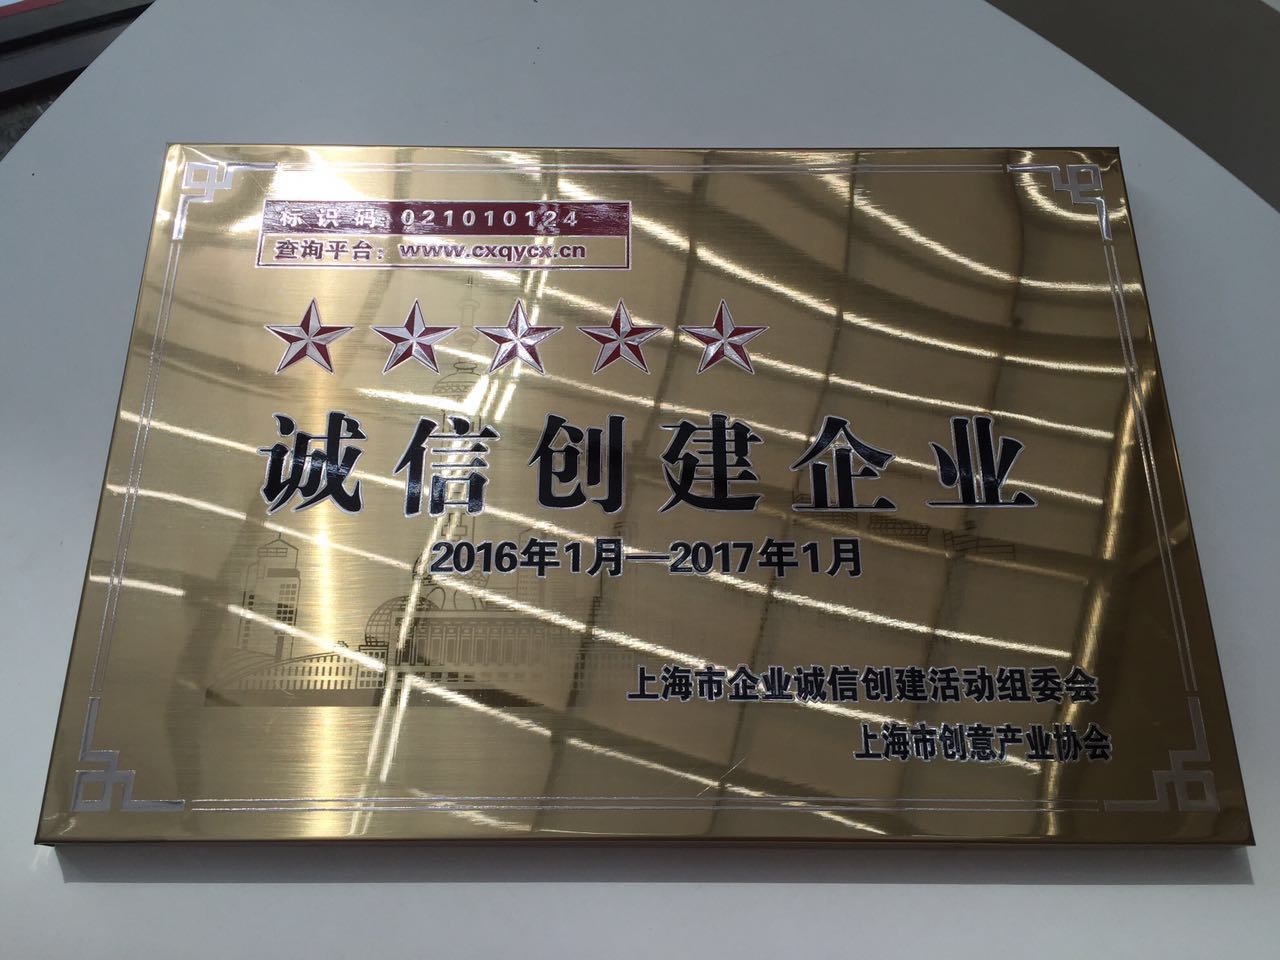 标识码 021010124
查询平台：www.cxqycx.cn
诚信创建企业
2016年1月—2017年1月
上海市企业诚信创建活动组委会
上海市创意产业协会